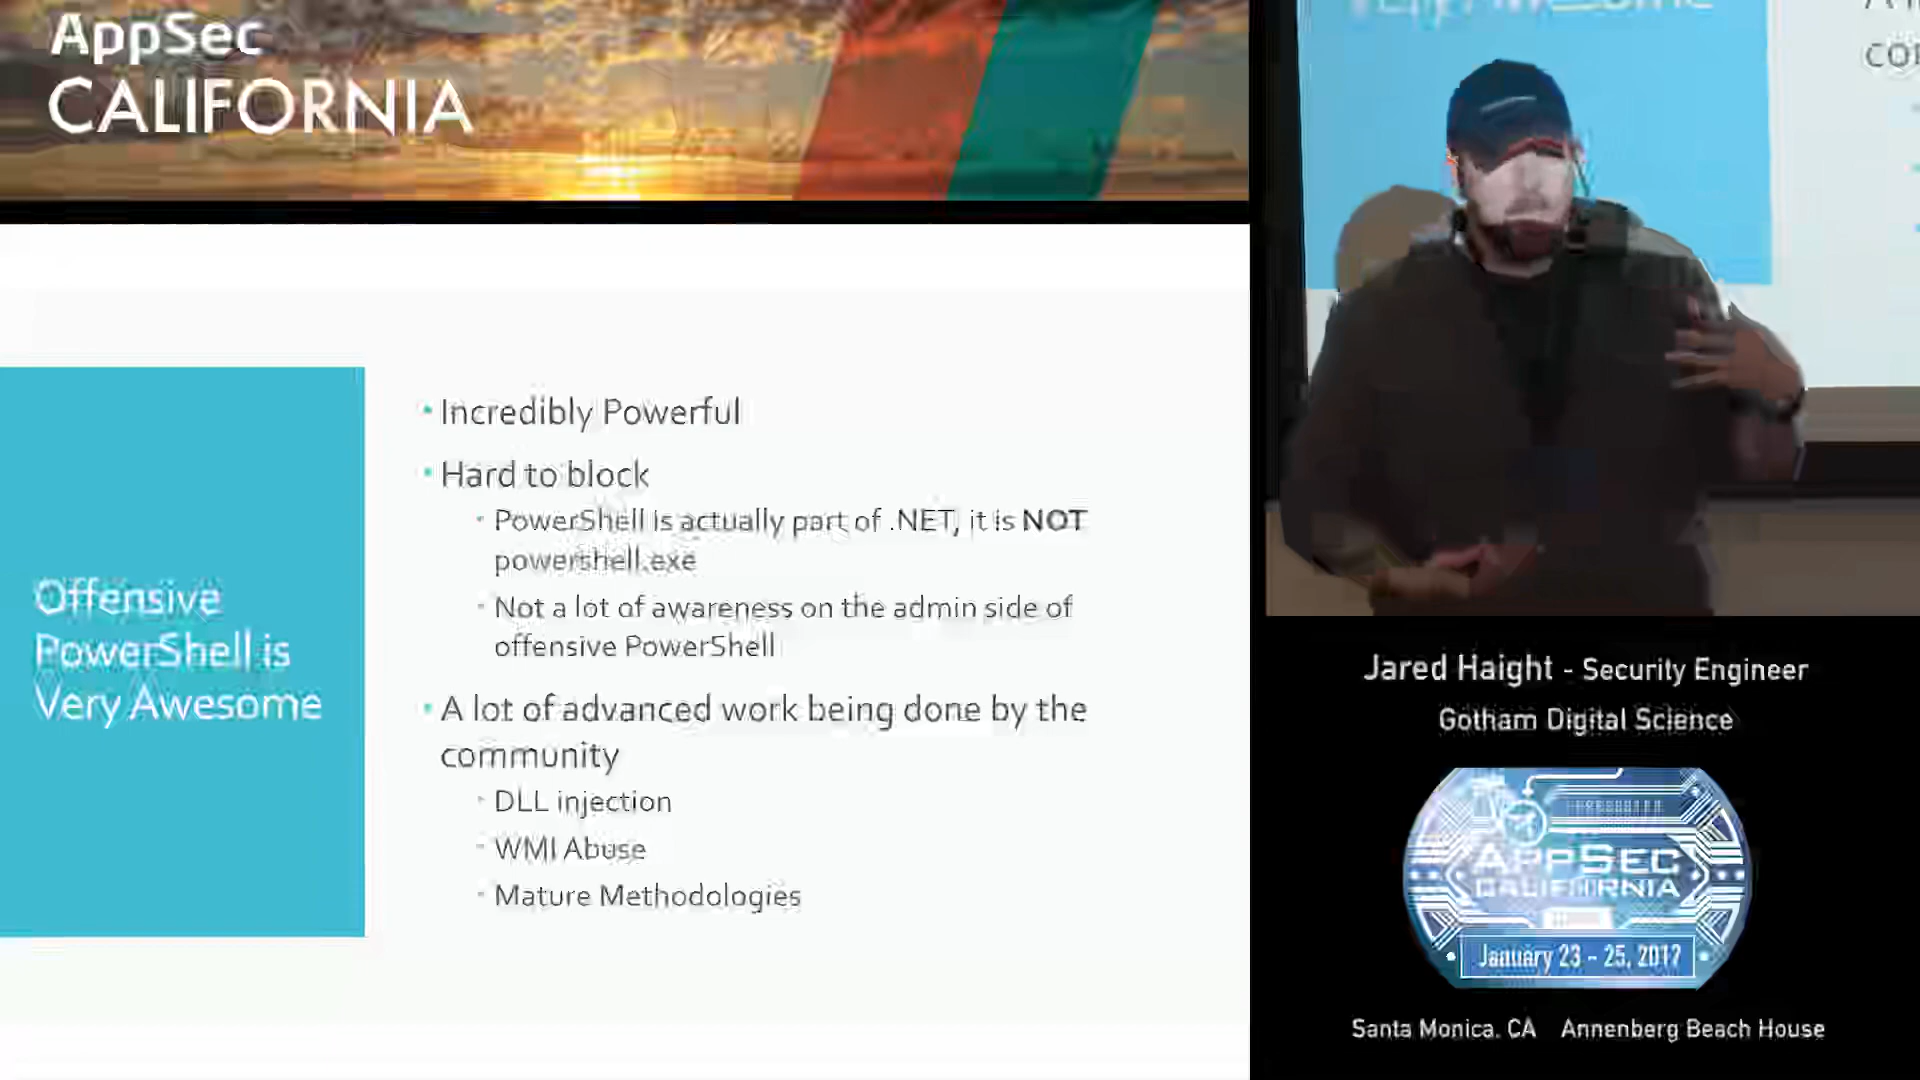 AppSec
CALIFORNIA
Offensive
PowerShell is
Very Awesome
Incredibly Powerful
Hard to block
PowerShell is actually part of .NET, it is NOT
powershell.exe
Not a lot of awareness on the admin side of
offensive PowerShell
A lot of advanced work being done by the
community
DLL injection
WMI Abuse
Mature Methodologies
Jared Haight - Security Engineer
Gotham Digital Science
APPSEC
CALIFORNIA
January 23 - 25, 2017
Santa Monica, CA Annenberg Beach House